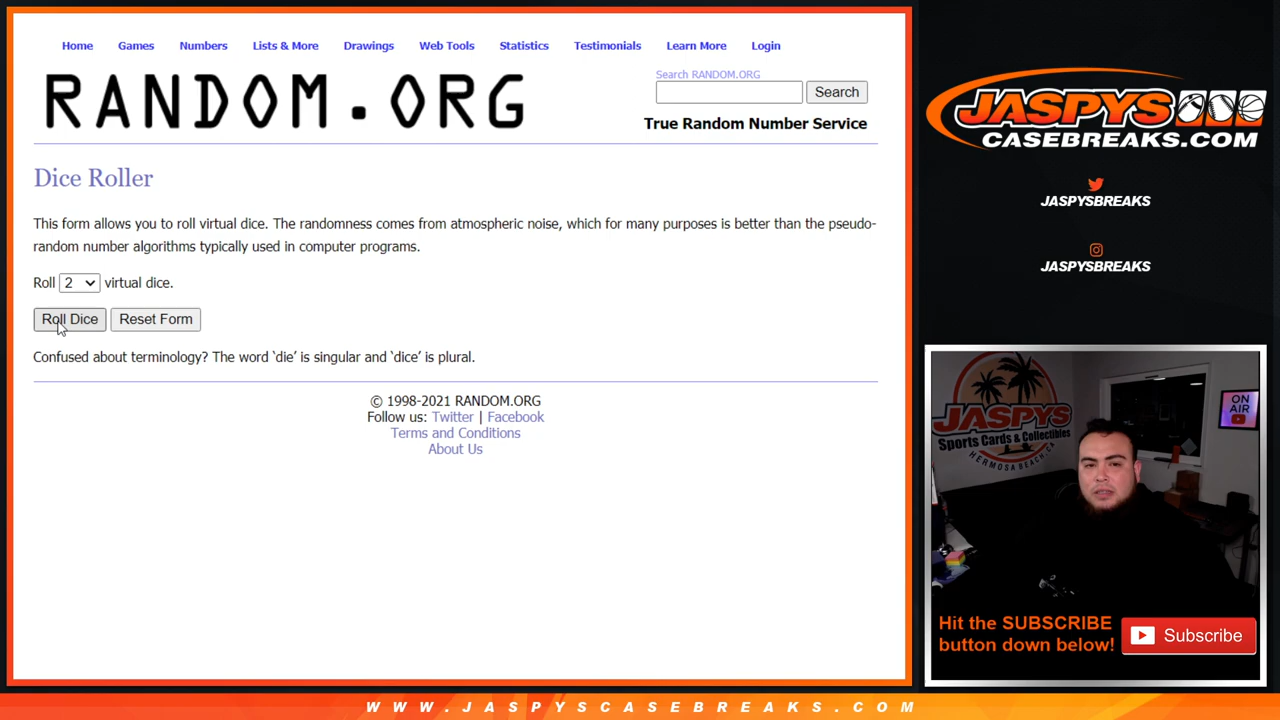 Home Games Numbers Lists & More Drawings Web Tools Statistics Testimonials Learn More Login
RANDOM.ORG
Search RANDOM.ORG
Search
True Random Number Service
Dice Roller
This form allows you to roll virtual dice. The randomness comes from atmospheric noise, which for many purposes is better than the pseudo-
random number algorithms typically used in computer programs.
Roll 2 virtual dice.
Roll Dice Reset Form
Confused about terminology? The word ‘die’ is singular and ‘dice’ is plural.
© 1998-2021 RANDOM.ORG
Follow us: Twitter | Facebook
Terms and Conditions
About Us
JASPYS
CASEBREAKS.COM
JASPYSBREAKS
JASPYSBREAKS
JASPYS
Sports Cards & Collectibles
HERMOSA BEACH, CA
ON
AIR
Hit the SUBSCRIBE
button down below!
Subscribe
WWW.JASPYSCASEBREAKS.COM